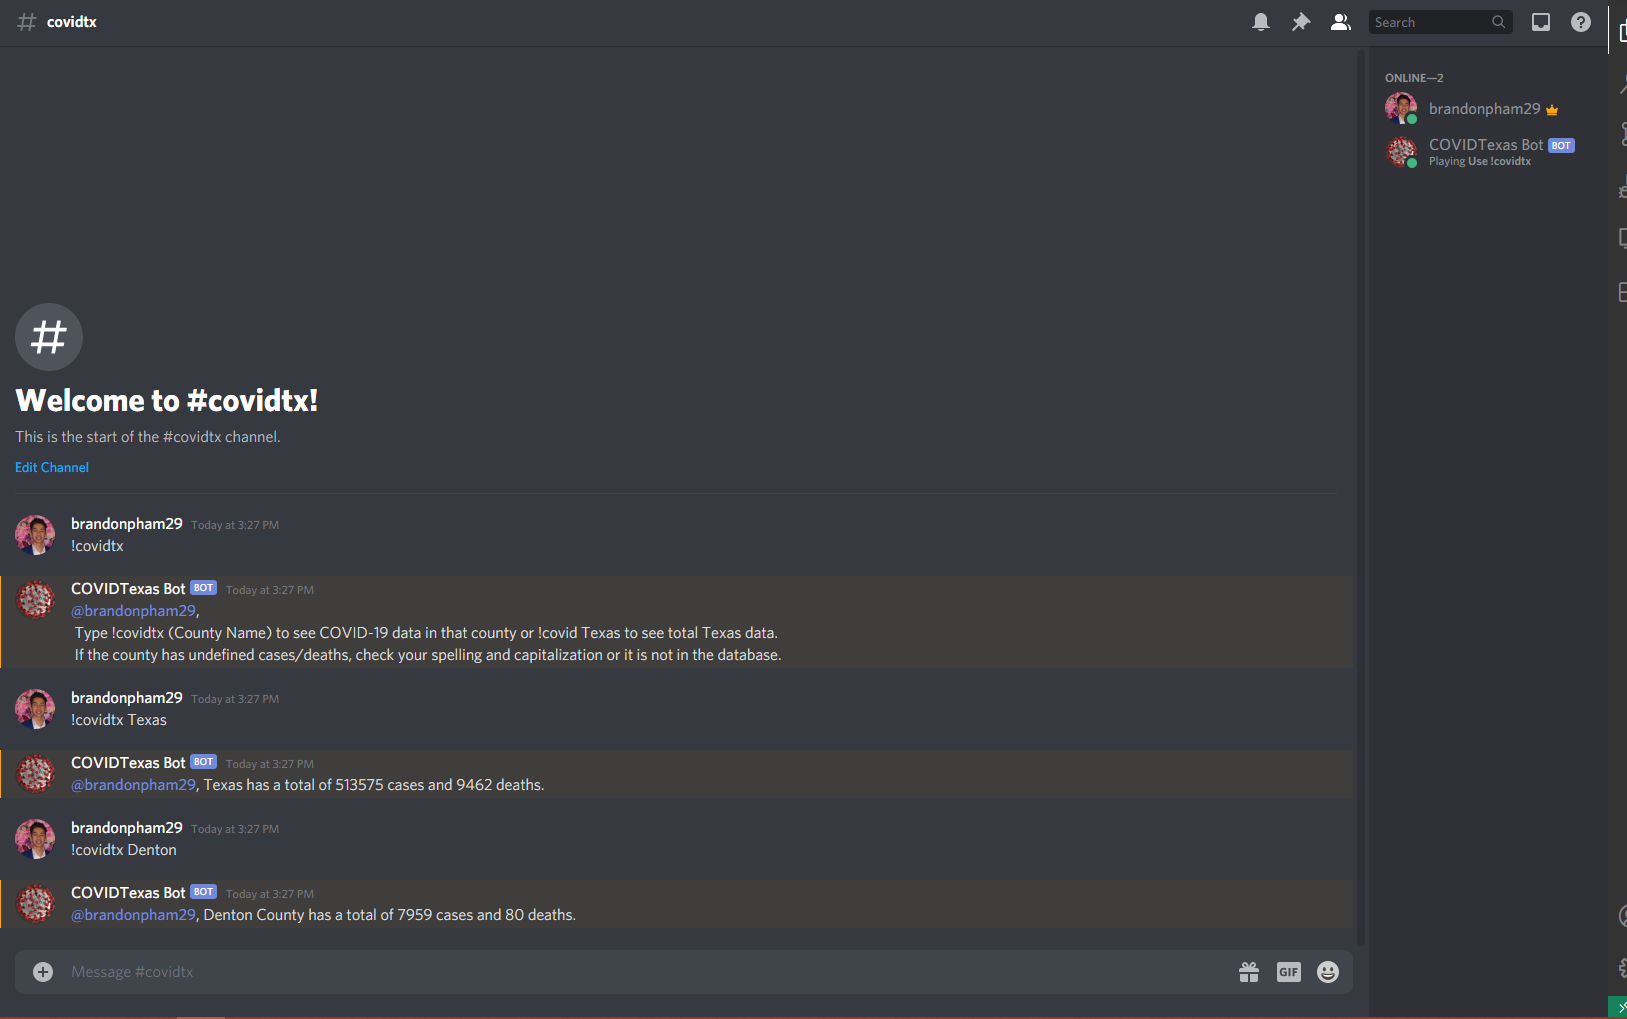 covidtx
Search
ONLINE—2
brandonpham29
COVIDTexas Bot BOT
Playing Use !covidtx
Welcome to #covidtx!
This is the start of the #covidtx channel.
Edit Channel
brandonpham29 Today at 3:27 PM
!covidtx
COVIDTexas Bot BOT Today at 3:27 PM
@brandonpham29,
Type !covidtx (County Name) to see COVID-19 data in that county or !covid Texas to see total Texas data.
If the county has undefined cases/deaths, check your spelling and capitalization or it is not in the database.
brandonpham29 Today at 3:27 PM
!covidtx Texas
COVIDTexas Bot BOT Today at 3:27 PM
@brandonpham29, Texas has a total of 513575 cases and 9462 deaths.
brandonpham29 Today at 3:27 PM
!covidtx Denton
COVIDTexas Bot BOT Today at 3:27 PM
@brandonpham29, Denton County has a total of 7959 cases and 80 deaths.
Message #covidtx
GIF